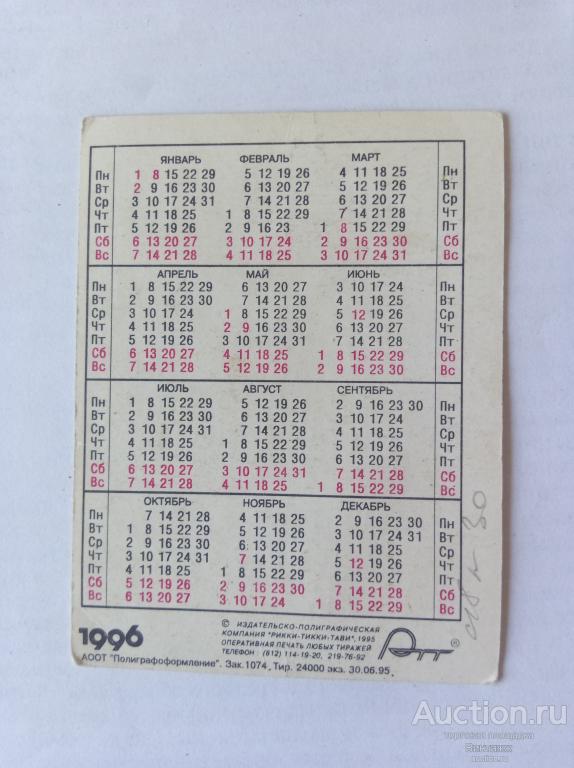 ЯНВАРЬ ФЕВРАЛЬ МАРТ
Пн 1 8 15 22 29 5 12 19 26 4 11 18 25 Пн
Вт 2 9 16 23 30 6 13 20 27 5 12 19 26 Вт
Ср 3 10 17 24 31 7 14 21 28 6 13 20 27 Ср
Чт 4 11 18 25 1 8 15 22 29 7 14 21 28 Чт
Пт 5 12 19 26 2 9 16 23 1 8 15 22 29 Пт
Сб 6 13 20 27 3 10 17 24 2 9 16 23 30 Сб
Вс 7 14 21 28 4 11 18 25 3 10 17 24 31 Вс
АПРЕЛЬ МАЙ ИЮНЬ
Пн 1 8 15 22 29 6 13 20 27 3 10 17 24 Пн
Вт 2 9 16 23 30 7 14 21 28 4 11 18 25 Вт
Ср 3 10 17 24 1 8 15 22 29 5 12 19 26 Ср
Чт 4 11 18 25 2 9 16 23 30 6 13 20 27 Чт
Пт 5 12 19 26 3 10 17 24 31 7 14 21 28 Пт
Сб 6 13 20 27 4 11 18 25 1 8 15 22 29 Сб
Вс 7 14 21 28 5 12 19 26 2 9 16 23 30 Вс
ИЮЛЬ АВГУСТ СЕНТЯБРЬ
Пн 1 8 15 22 29 5 12 19 26 2 9 16 23 30 Пн
Вт 2 9 16 23 30 6 13 20 27 3 10 17 24 Вт
Ср 3 10 17 24 31 7 14 21 28 4 11 18 25 Ср
Чт 4 11 18 25 1 8 15 22 29 5 12 19 26 Чт
Пт 5 12 19 26 2 9 16 23 30 6 13 20 27 Пт
Сб 6 13 20 27 3 10 17 24 31 7 14 21 28 Сб
Вс 7 14 21 28 4 11 18 25 1 8 15 22 29 Вс
ОКТЯБРЬ НОЯБРЬ ДЕКАБРЬ
Пн 7 14 21 28 4 11 18 25 2 9 16 23 30 Пн
Вт 1 8 15 22 29 5 12 19 26 3 10 17 24 31 Вт
Ср 2 9 16 23 30 6 13 20 27 4 11 18 25 Ср
Чт 3 10 17 24 31 7 14 21 28 5 12 19 26 Чт
Пт 4 11 18 25 1 8 15 22 29 6 13 20 27 Пт
Сб 5 12 19 26 2 9 16 23 30 7 14 21 28 Сб
Вс 6 13 20 27 3 10 17 24 1 8 15 22 29 Вс
1996
© ИЗДАТЕЛЬСКО-ПОЛИГРАФИЧЕСКАЯ
КОМПАНИЯ "РИККИ-ТИККИ-ТАВИ", 1995
ОПЕРАТИВНАЯ ПЕЧАТЬ ЛЮБЫХ ТИРАЖЕЙ
ТЕЛЕФОН : (812) 114-19-20, 219-76-92
РТТ ®
АООТ "Полиграфоформление". Зак. 1074, Тир. 24000 экз. 30.06.95.
Auction.ru
торговая площадка
auction.ru